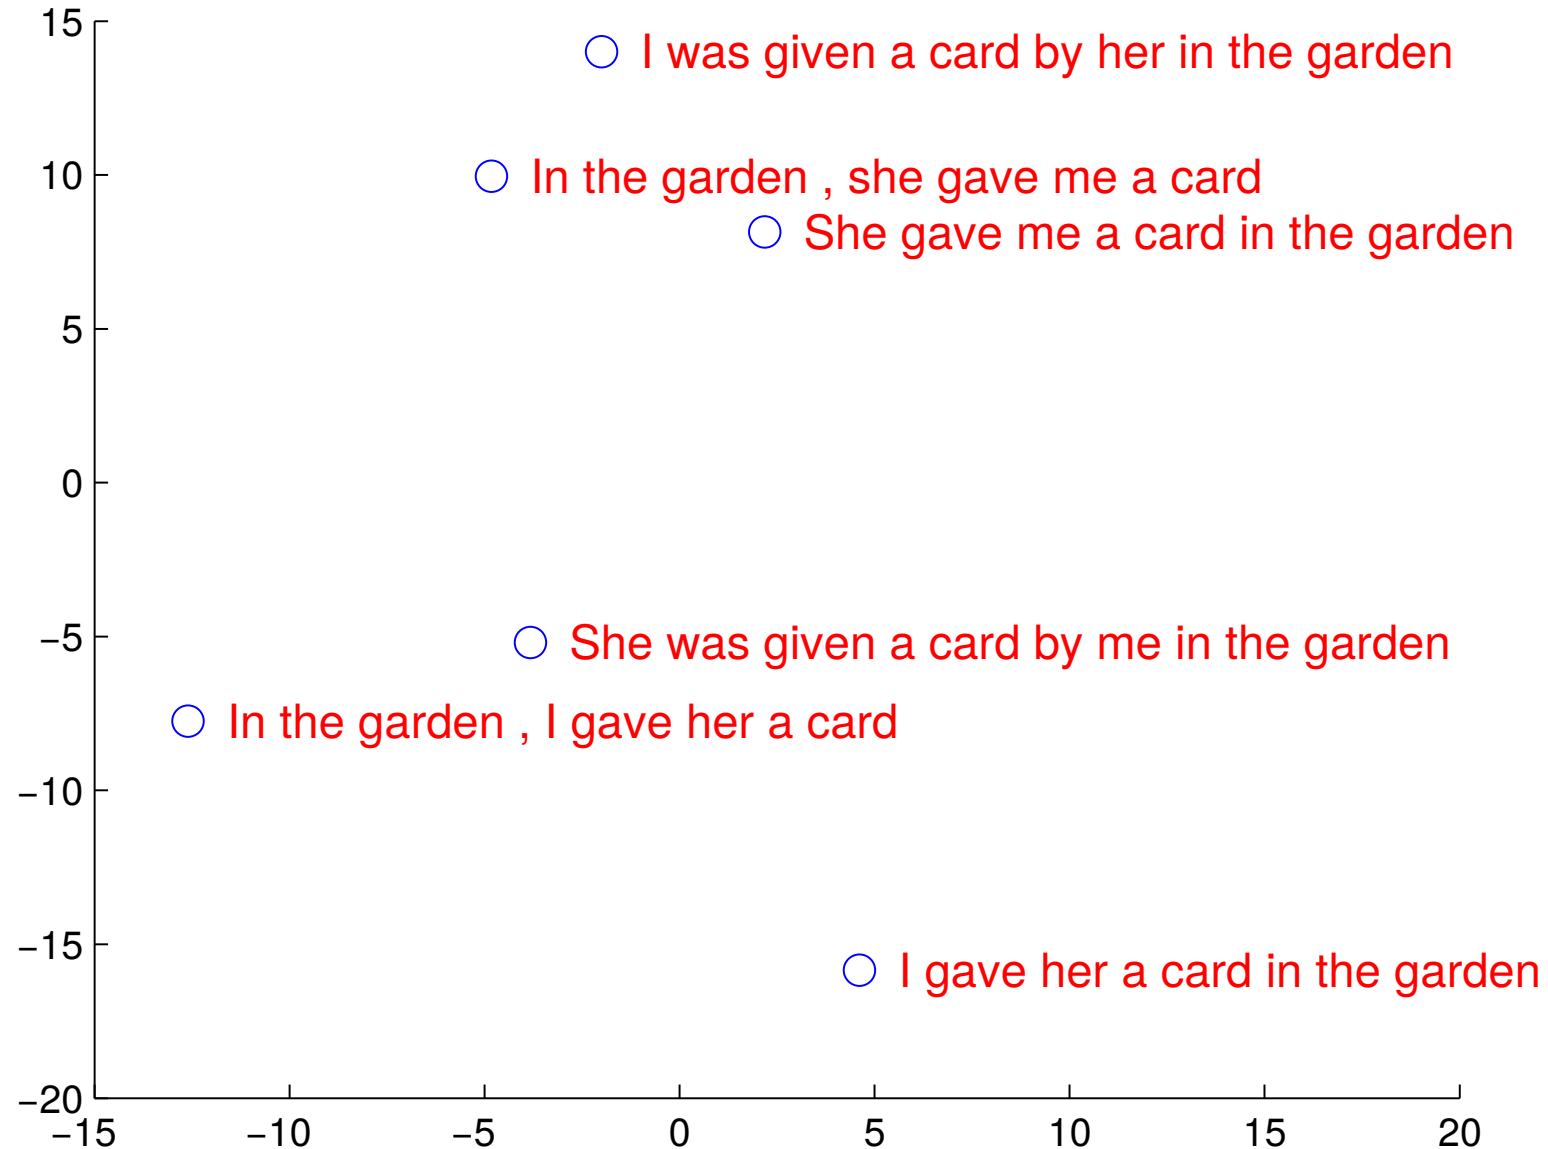 15
I was given a card by her in the garden
10
In the garden , she gave me a card
She gave me a card in the garden
5
0
−5
She was given a card by me in the garden
In the garden , I gave her a card
−10
−15
I gave her a card in the garden
−20
−15 −10 −5 0 5 10 15 20